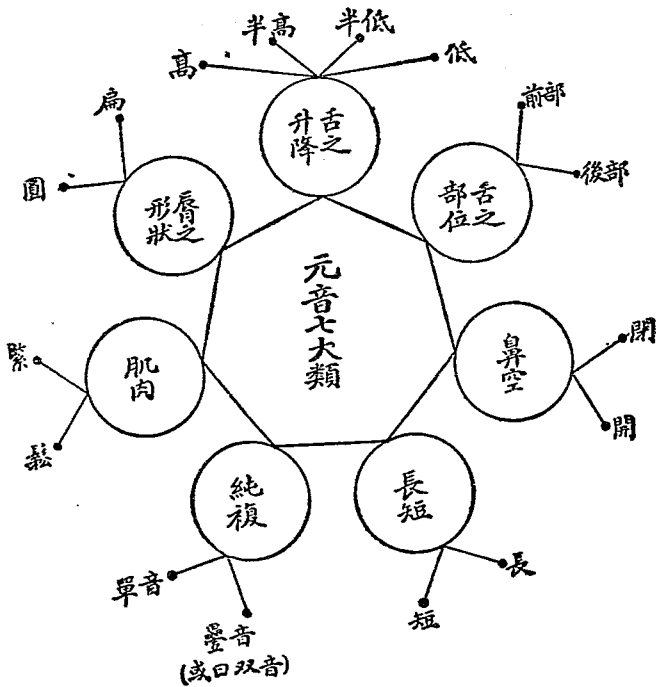 元音七大類
舌之
升降
高
半高
半低
低
舌之
部位
前部
後部
鼻空
閉
開
長短
長
短
純複
單音
疊音
(或曰双音)
肌肉
緊
鬆
唇之
形狀
扁
圓